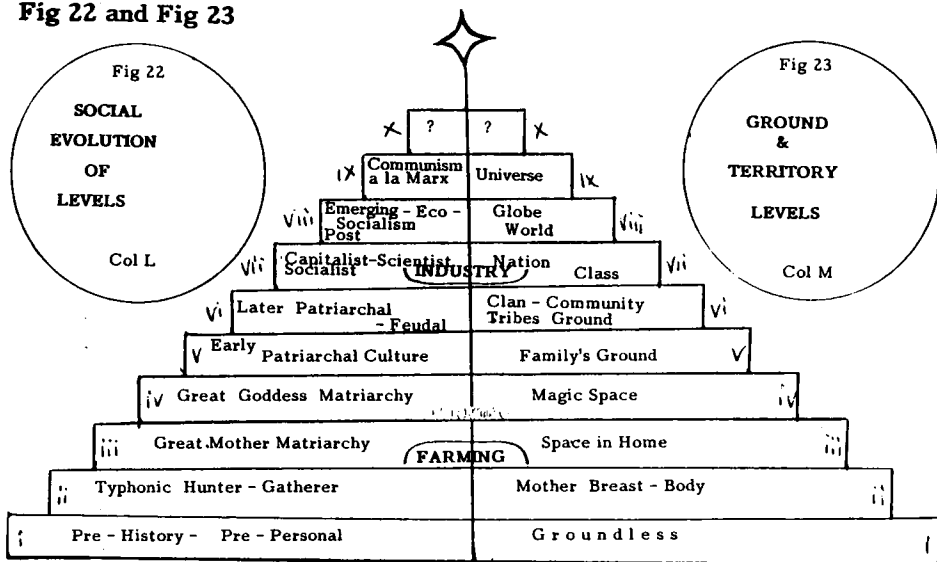 Fig 22 and Fig 23
Fig 22
SOCIAL
EVOLUTION
OF
LEVELS
Col L
Fig 23
GROUND
&
TERRITORY
LEVELS
Col M
x ? ? x
ix Communism
a la Marx Universe ix
viii Emerging - Eco -
Socialism
Post Globe
World viii
vii Capitalist-Scientist
Socialist INDUSTRY Nation
Class vii
vi Later Patriarchal
- Feudal Clan - Community
Tribes Ground vi
v Early
Patriarchal Culture Family's Ground v
iv Great Goddess Matriarchy Magic Space iv
iii Great Mother Matriarchy Space in Home iii
FARMING
ii Typhonic Hunter - Gatherer Mother Breast - Body ii
i Pre - History - Pre - Personal Groundless i